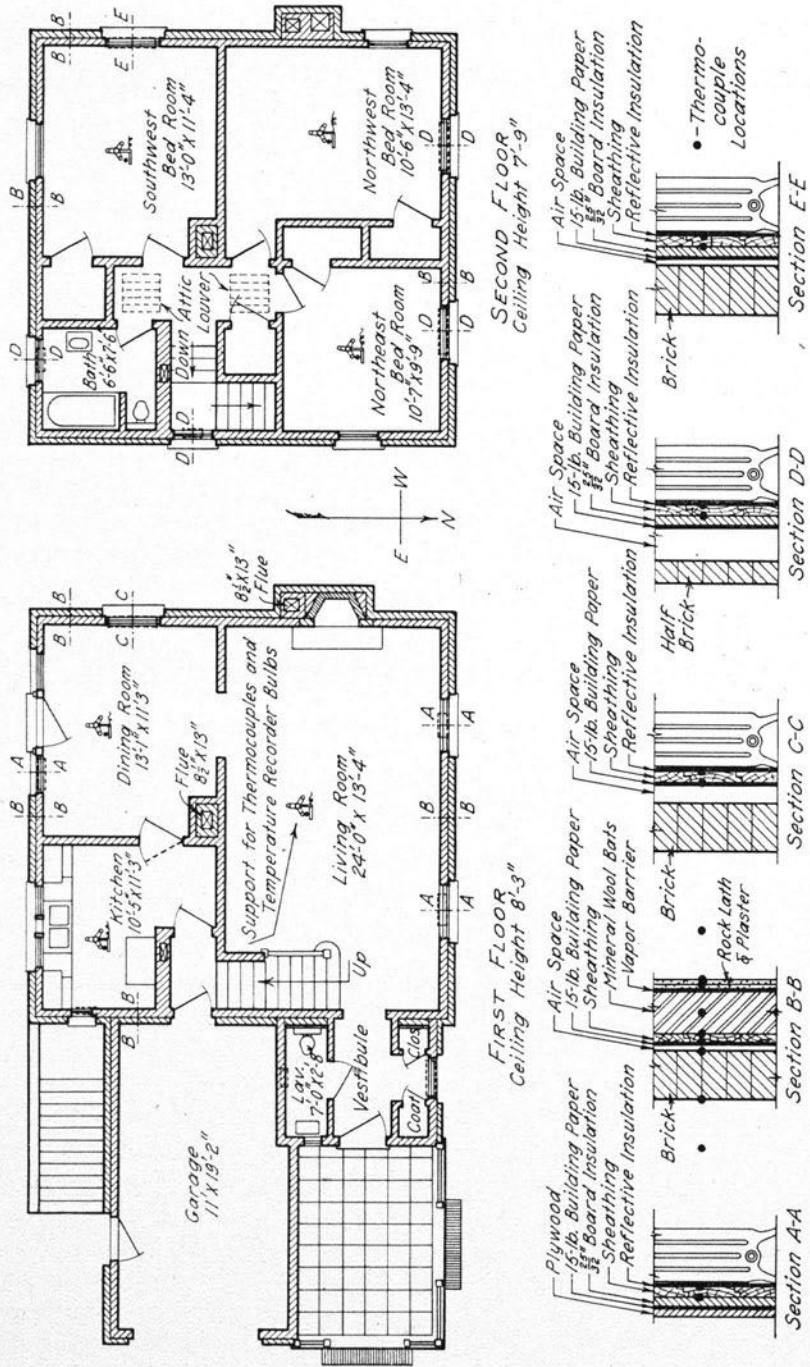 Garage
11' X 19'-2"
Kitchen
10'-5 X 11'-3"
Dining Room
13'-1" X 11'3"
Flue
8½" X 13"
Support for Thermocouples and
Temperature Recorder Bulbs
Living Room
24'-0" X 13'-4"
Up
Lav.
7'-0 X 2'-8"
Vestibule
Coat
Clos.
8½" X 13"
Flue
A
A
A
A
A
A
B
B
B
B
B
B
B
B
C
C
FIRST FLOOR
Ceiling Height 8'-3"
E
W
N
Bath
6'-6 X 7'-6"
Down
Attic
Louver
Southwest
Bed Room
13'-0" X 11'-4"
Northwest
Bed Room
10'-6" X 13'-4"
Northeast
Bed Room
10'-7" X 9'-9"
B
B
B
B
B
B
D
D
D
D
D
D
D
D
E
E
SECOND FLOOR
Ceiling Height 7'-9"
Plywood
15-lb. Building Paper
25/32" Board Insulation
Sheathing
Reflective Insulation
Section A-A
Air Space
15-lb. Building Paper
Sheathing
Mineral Wool Bats
Vapor Barrier
Brick
Rock Lath
& Plaster
Section B-B
Air Space
15-lb. Building Paper
Sheathing
Reflective Insulation
Brick
Section C-C
Air Space
15-lb. Building Paper
25/32" Board Insulation
Sheathing
Reflective Insulation
Half
Brick
Section D-D
Air Space
15-lb. Building Paper
25/32" Board Insulation
Sheathing
Reflective Insulation
Brick
Section E-E
•-Thermo-
couple
Locations